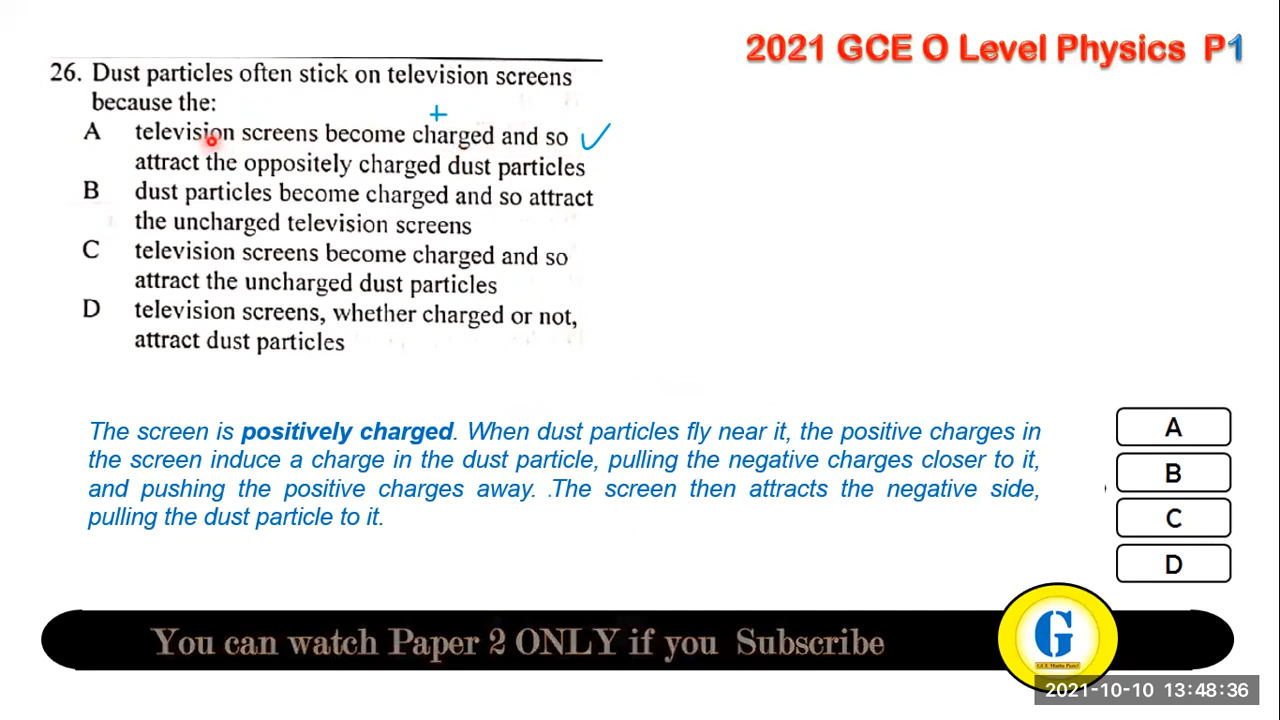 2021 GCE O Level Physics P1
26. Dust particles often stick on television screens
because the:
+
A television screens become charged and so ✓
attract the oppositely charged dust particles
B dust particles become charged and so attract
the uncharged television screens
C television screens become charged and so
attract the uncharged dust particles
D television screens, whether charged or not,
attract dust particles
The screen is positively charged. When dust particles fly near it, the positive charges in
the screen induce a charge in the dust particle, pulling the negative charges closer to it,
and pushing the positive charges away. .The screen then attracts the negative side,
pulling the dust particle to it.
A
B
C
D
You can watch Paper 2 ONLY if you Subscribe
G
GCE Maths Pass!
2021-10-10 13:48:36